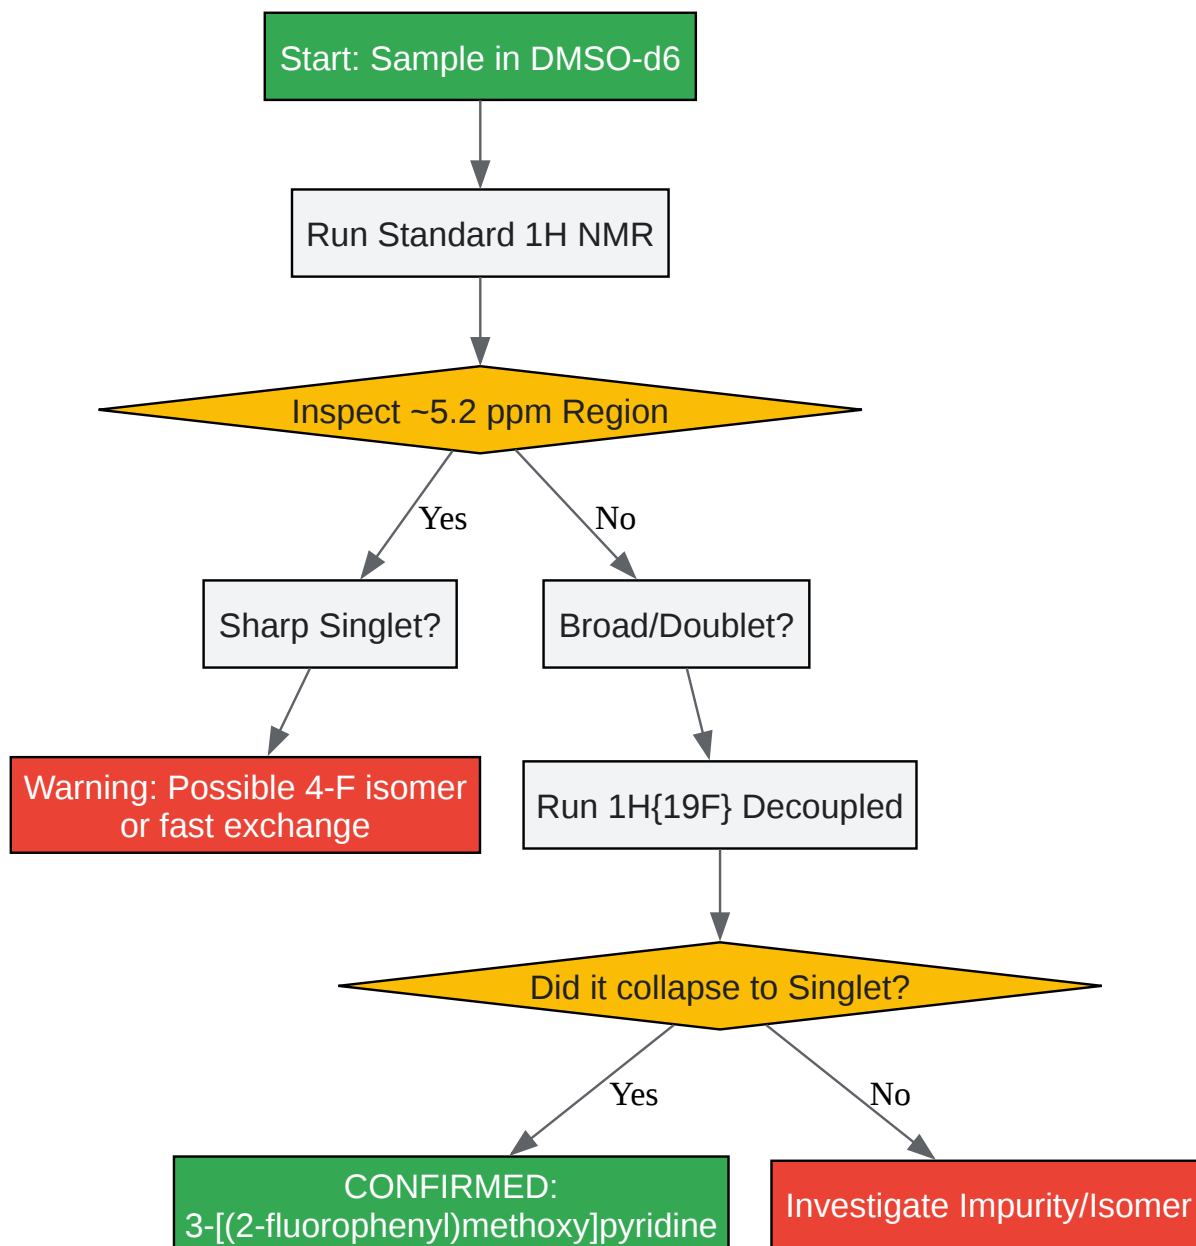 Start: Sample in DMSO-d6
Run Standard 1H NMR
Inspect ~5.2 ppm Region
Yes
No
Sharp Singlet?
Broad/Doublet?
Warning: Possible 4-F isomer
or fast exchange
Run 1H{19F} Decoupled
Did it collapse to Singlet?
Yes
No
CONFIRMED:
3-[(2-fluorophenyl)methoxy]pyridine
Investigate Impurity/Isomer